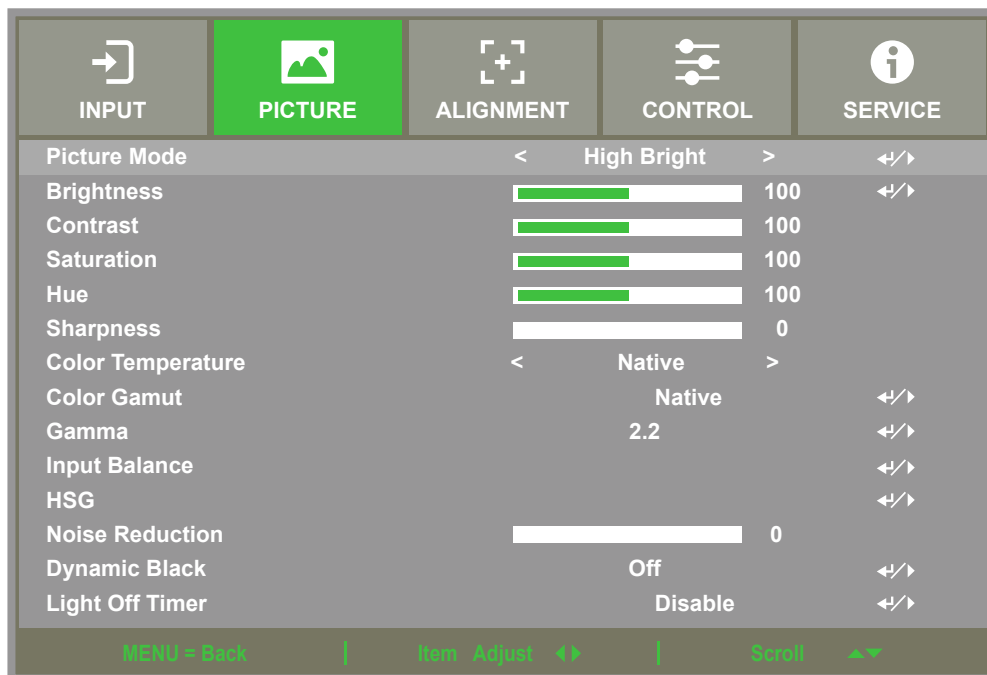 INPUT PICTURE ALIGNMENT CONTROL SERVICE
Picture Mode < High Bright >
Brightness 100
Contrast 100
Saturation 100
Hue 100
Sharpness 0
Color Temperature < Native >
Color Gamut Native
Gamma 2.2
Input Balance
HSG
Noise Reduction 0
Dynamic Black Off
Light Off Timer Disable
MENU = Back | Item Adjust | Scroll